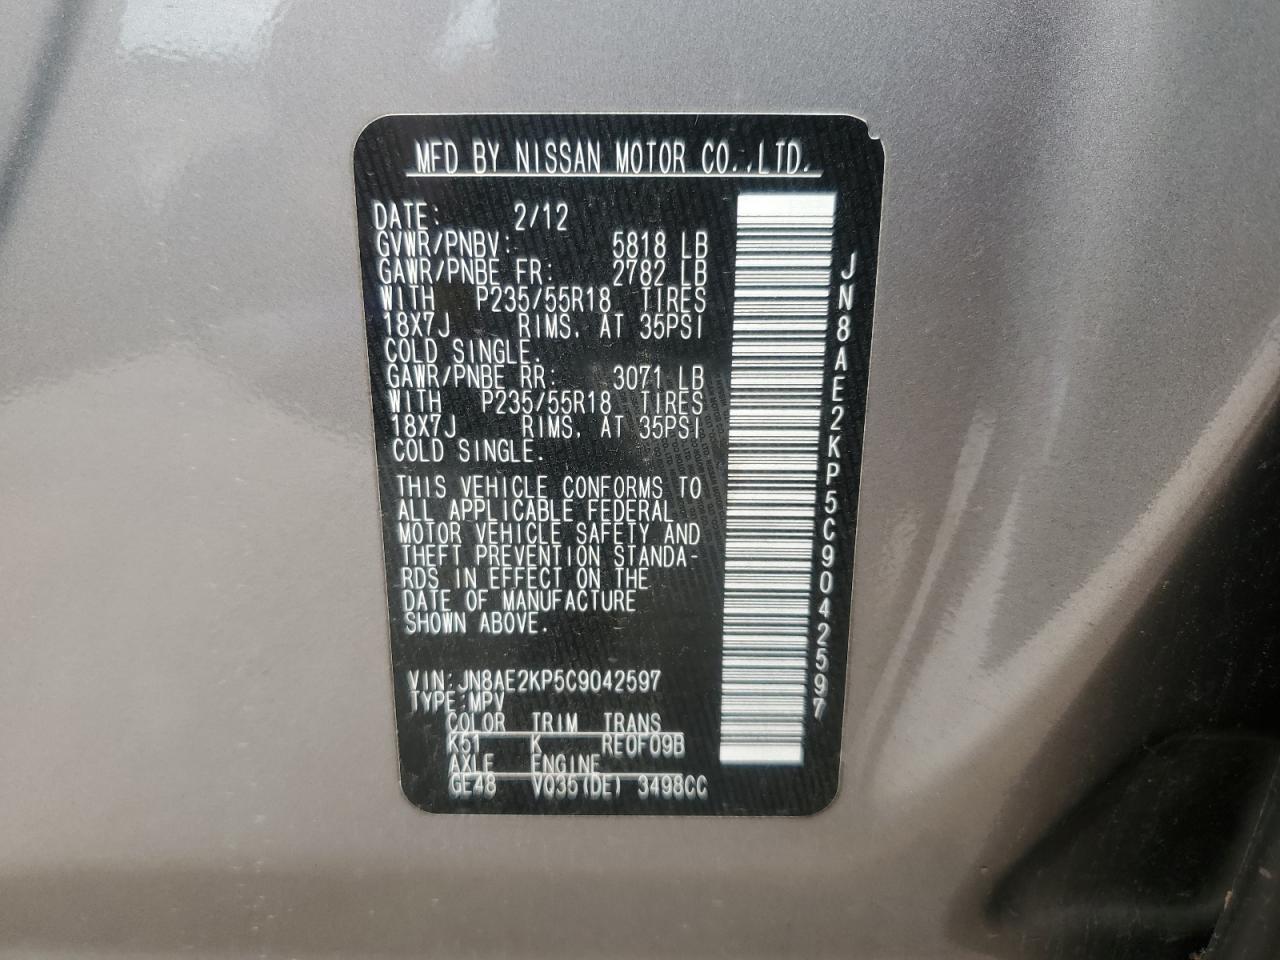 MFD BY NISSAN MOTOR CO.,LTD.
DATE: 2/12
GVWR/PNBV: 5818 LB
GAWR/PNBE FR: 2782 LB
WITH P235/55R18 TIRES
18X7J RIMS, AT 35PSI
COLD SINGLE.
GAWR/PNBE RR: 3071 LB
WITH P235/55R18 TIRES
18X7J RIMS, AT 35PSI
COLD SINGLE.
THIS VEHICLE CONFORMS TO
ALL APPLICABLE FEDERAL
MOTOR VEHICLE SAFETY AND
THEFT PREVENTION STANDA-
RDS IN EFFECT ON THE
DATE OF MANUFACTURE
SHOWN ABOVE.
VIN:JN8AE2KP5C9042597
TYPE:MPV
COLOR TRIM TRANS
K51 K RE0F09B
AXLE ENGINE
GE48 VQ35(DE) 3498CC
JN8AE2KP5C9042597